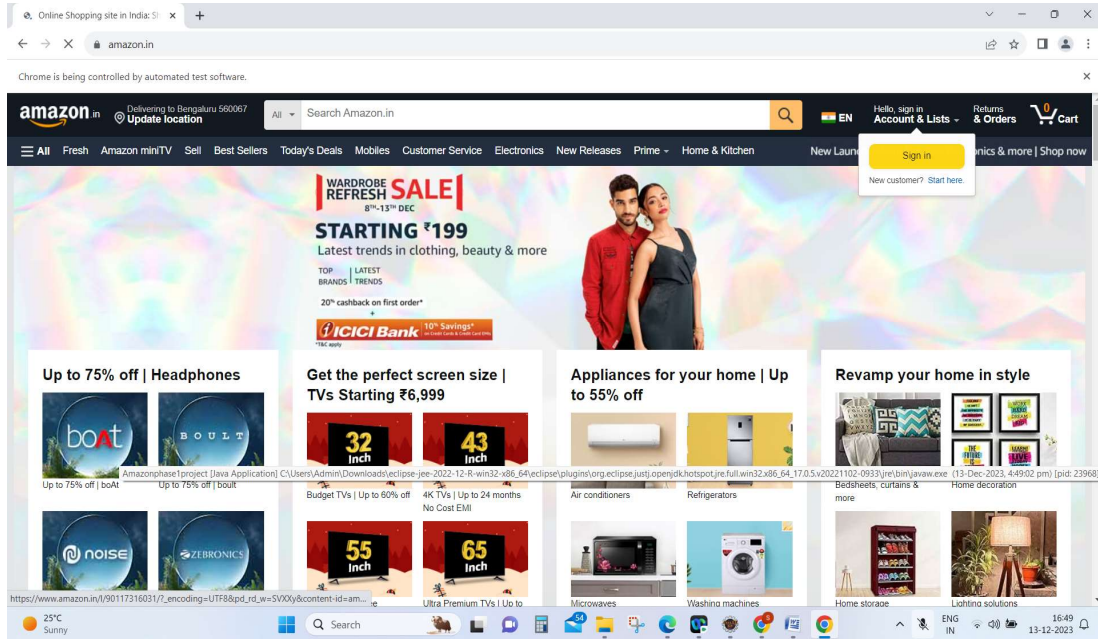 Online Shopping site in India: Sh
amazon.in
Chrome is being controlled by automated test software.
amazon.in
Delivering to Bengaluru 560067
Update location
All
Search Amazon.in
EN
Hello, sign in
Account & Lists
Returns
& Orders
0
Cart
All Fresh Amazon miniTV Sell Best Sellers Today's Deals Mobiles Customer Service Electronics New Releases Prime Home & Kitchen
New Laun
onics & more | Shop now
Sign in
New customer? Start here.
WARDROBE
REFRESH SALE
8TH-13TH DEC
STARTING ₹199
Latest trends in clothing, beauty & more
TOP | LATEST
BRANDS | TRENDS
20% cashback on first order*
+
ICICI Bank 10% Savings*
on Credit Cards & Credit Card EMIs
*T&C apply
Up to 75% off | Headphones
boAt
BOULT
Up to 75% off | boAt
Up to 75% off | boult
NOISE
ZEBRONICS
Get the perfect screen size |
TVs Starting ₹6,999
32
Inch
43
Inch
Budget TVs | Up to 60% off
4K TVs | Up to 24 months
No Cost EMI
55
Inch
65
Inch
Ultra Premium TVs | Up to
Appliances for your home | Up
to 55% off
Air conditioners
Refrigerators
Microwaves
Washing machines
Revamp your home in style
Bedsheets, curtains &
more
Home decoration
Home storage
Lighting solutions
Amazonphase1project [Java Application] C:\Users\Admin\Downloads\eclipse-jee-2022-12-R-win32-x86_64\eclipse\plugins\org.eclipse.justj.openjdk.hotspot.jre.full.win32.x86_64_17.0.5.v20221102-0933\jre\bin\javaw.exe (13-Dec-2023, 4:49:02 pm) [pid: 23968]
https://www.amazon.in/l/90117316031/?_encoding=UTF8&pd_rd_w=SVXXy&content-id=am...
25°C
Sunny
Search
54
ENG
IN
16:49
13-12-2023